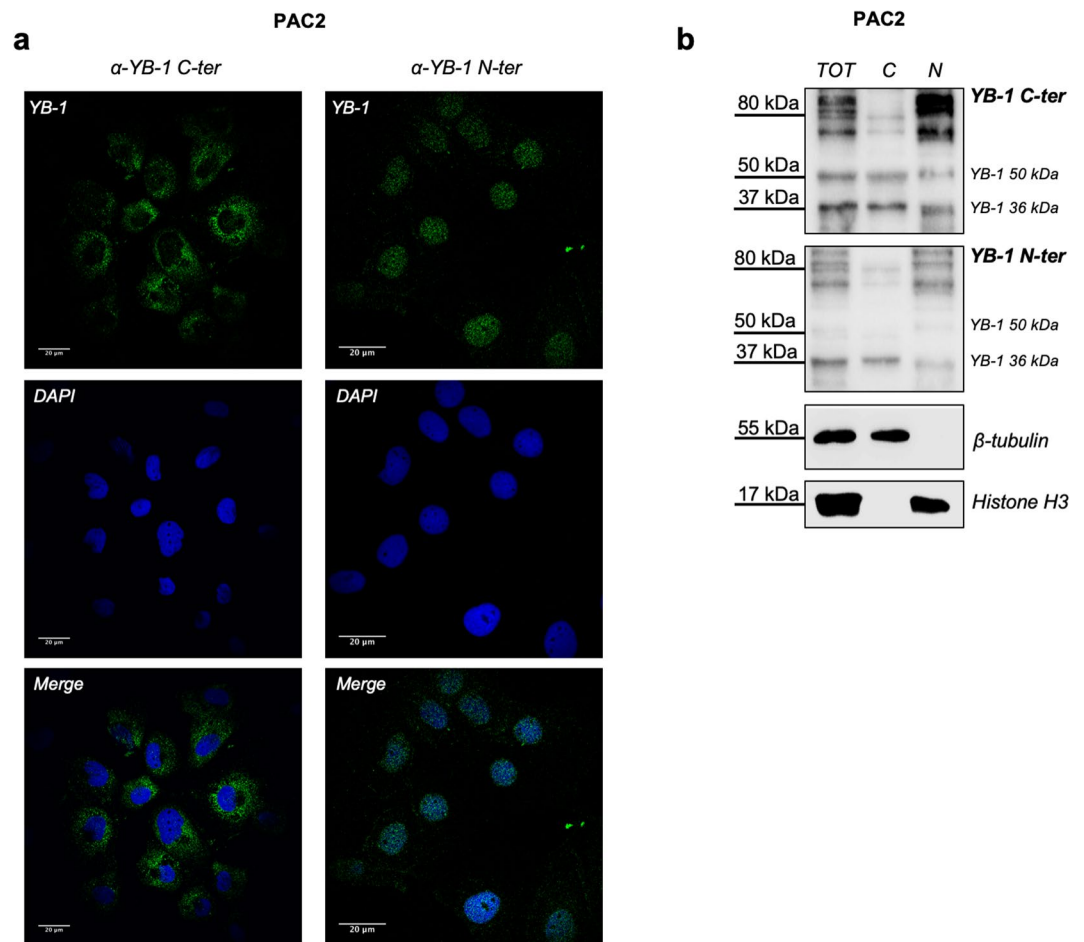 PAC2
a
α-YB-1 C-ter
α-YB-1 N-ter
YB-1
YB-1
20 µm
20 µm
DAPI
DAPI
20 µm
20 µm
Merge
Merge
20 µm
20 µm
PAC2
b
TOT C N
80 kDa
YB-1 C-ter
50 kDa
YB-1 50 kDa
37 kDa
YB-1 36 kDa
80 kDa
YB-1 N-ter
50 kDa
YB-1 50 kDa
37 kDa
YB-1 36 kDa
55 kDa
β-tubulin
17 kDa
Histone H3